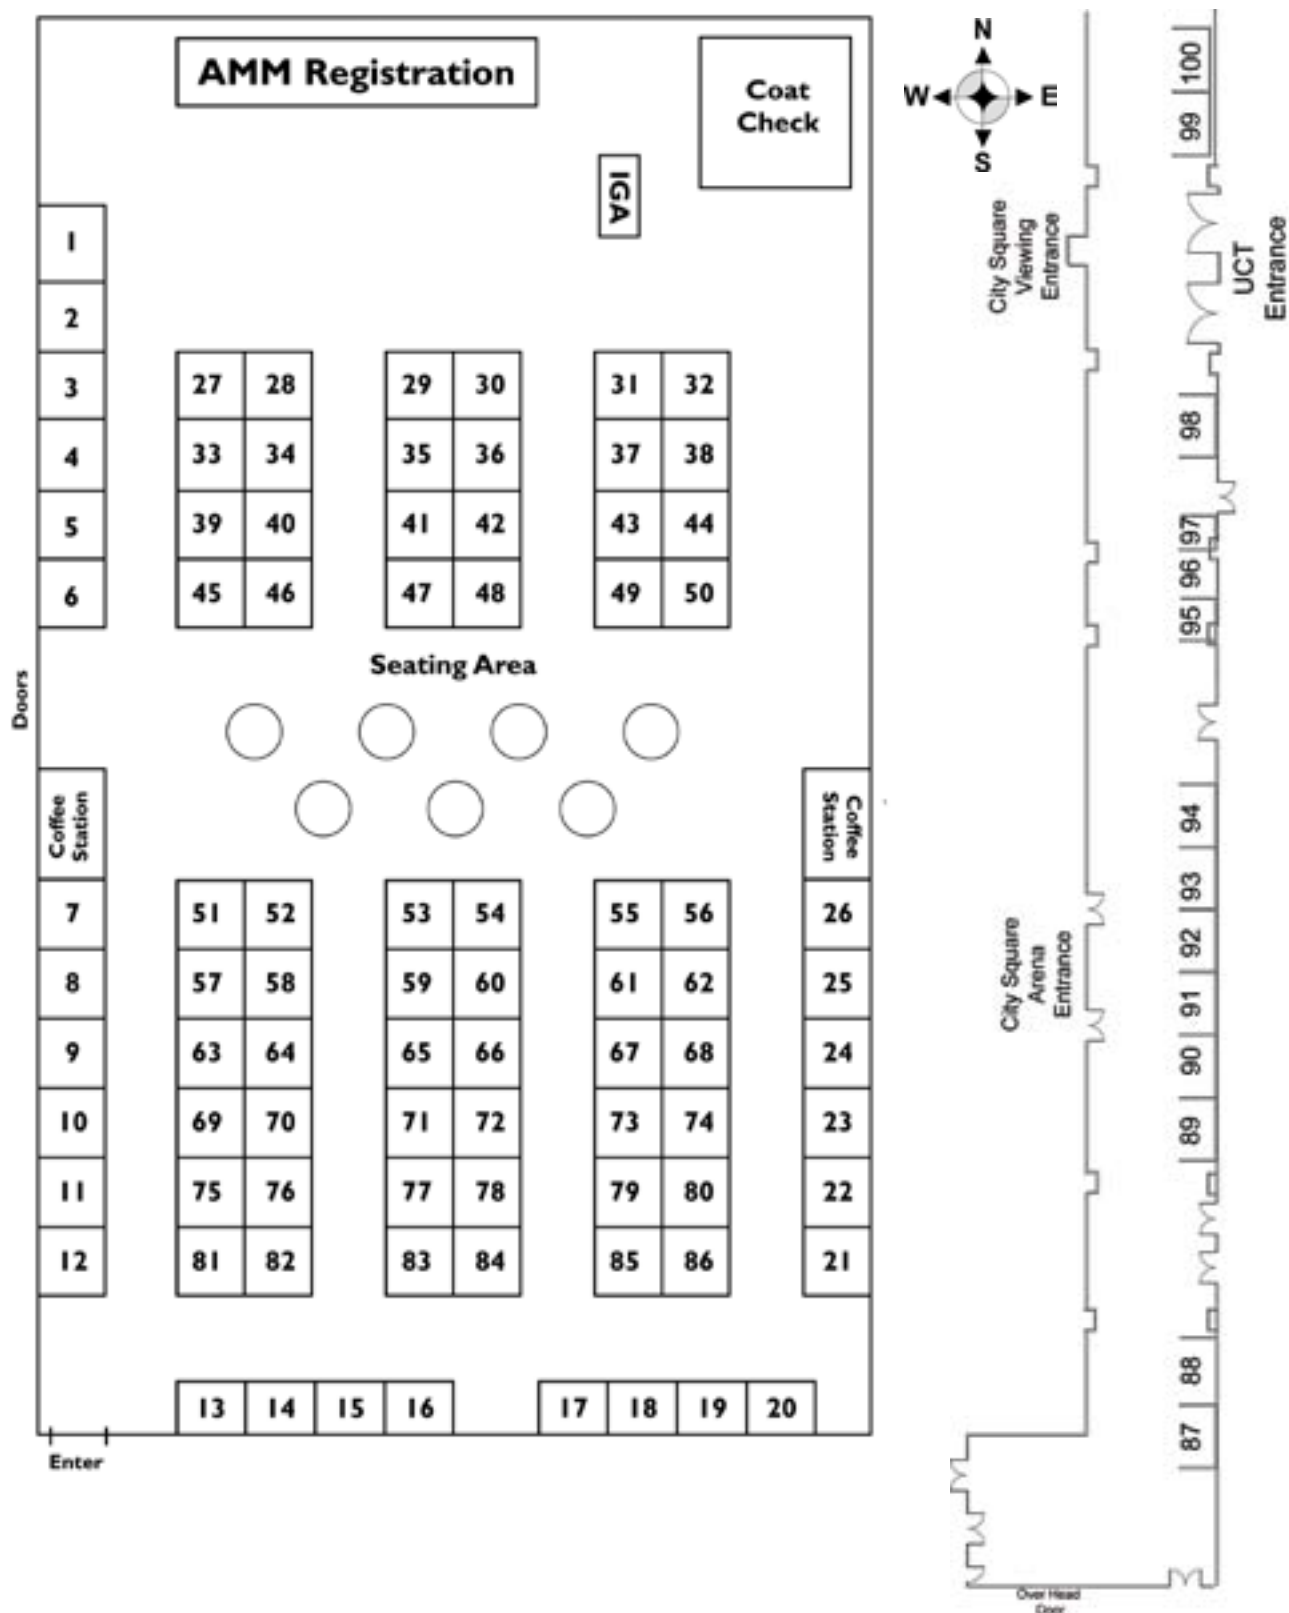 AMM Registration
Coat
Check
IGA
N
W E
S
1
2
3
4
5
6
27 28 29 30 31 32
33 34 35 36 37 38
39 40 41 42 43 44
45 46 47 48 49 50
Seating Area
Doors
Coffee
Station
Coffee
Station
7 51 52 53 54 55 56 26
8 57 58 59 60 61 62 25
9 63 64 65 66 67 68 24
10 69 70 71 72 73 74 23
11 75 76 77 78 79 80 22
12 81 82 83 84 85 86 21
13 14 15 16 17 18 19 20
Enter
City Square
Viewing
Entrance
UCT
Entrance
City Square
Arena
Entrance
100
99
98
97
96
95
94
93
92
91
90
89
88
87
Over Head
Door